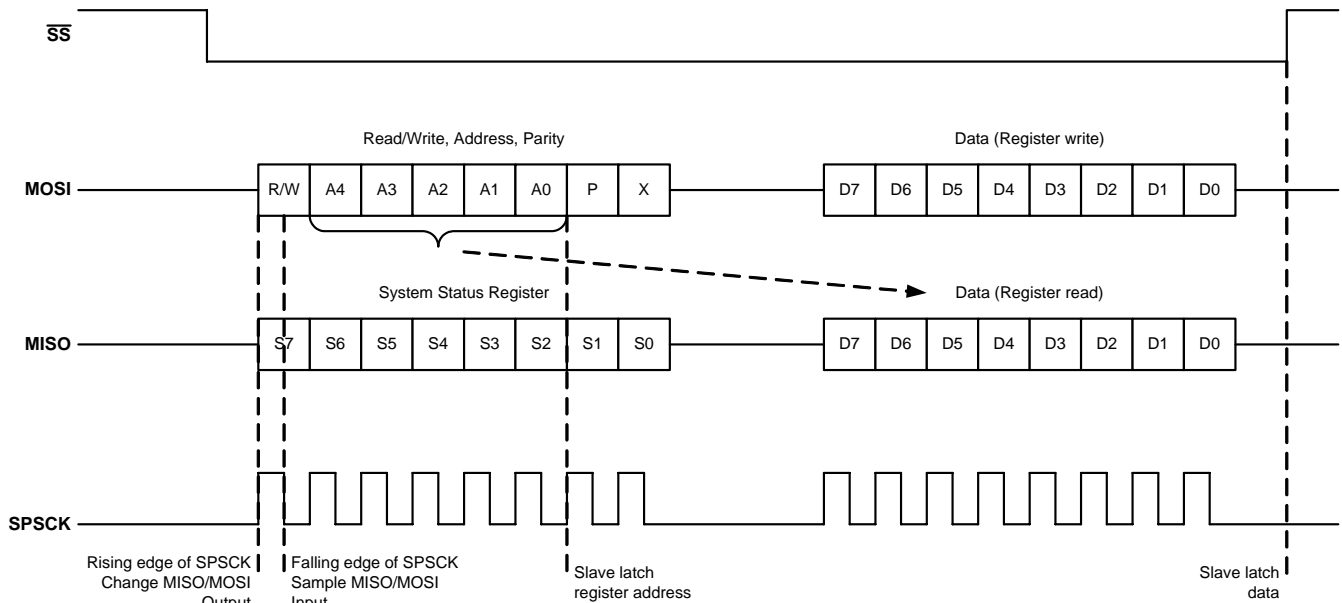 SS
Read/Write, Address, Parity
Data (Register write)
MOSI
R/W A4 A3 A2 A1 A0 P X
D7 D6 D5 D4 D3 D2 D1 D0
System Status Register
Data (Register read)
MISO
S7 S6 S5 S4 S3 S2 S1 S0
D7 D6 D5 D4 D3 D2 D1 D0
SPSCK
Rising edge of SPSCK
Change MISO/MOSI
Output
Falling edge of SPSCK
Sample MISO/MOSI
Input
Slave latch
register address
Slave latch
data